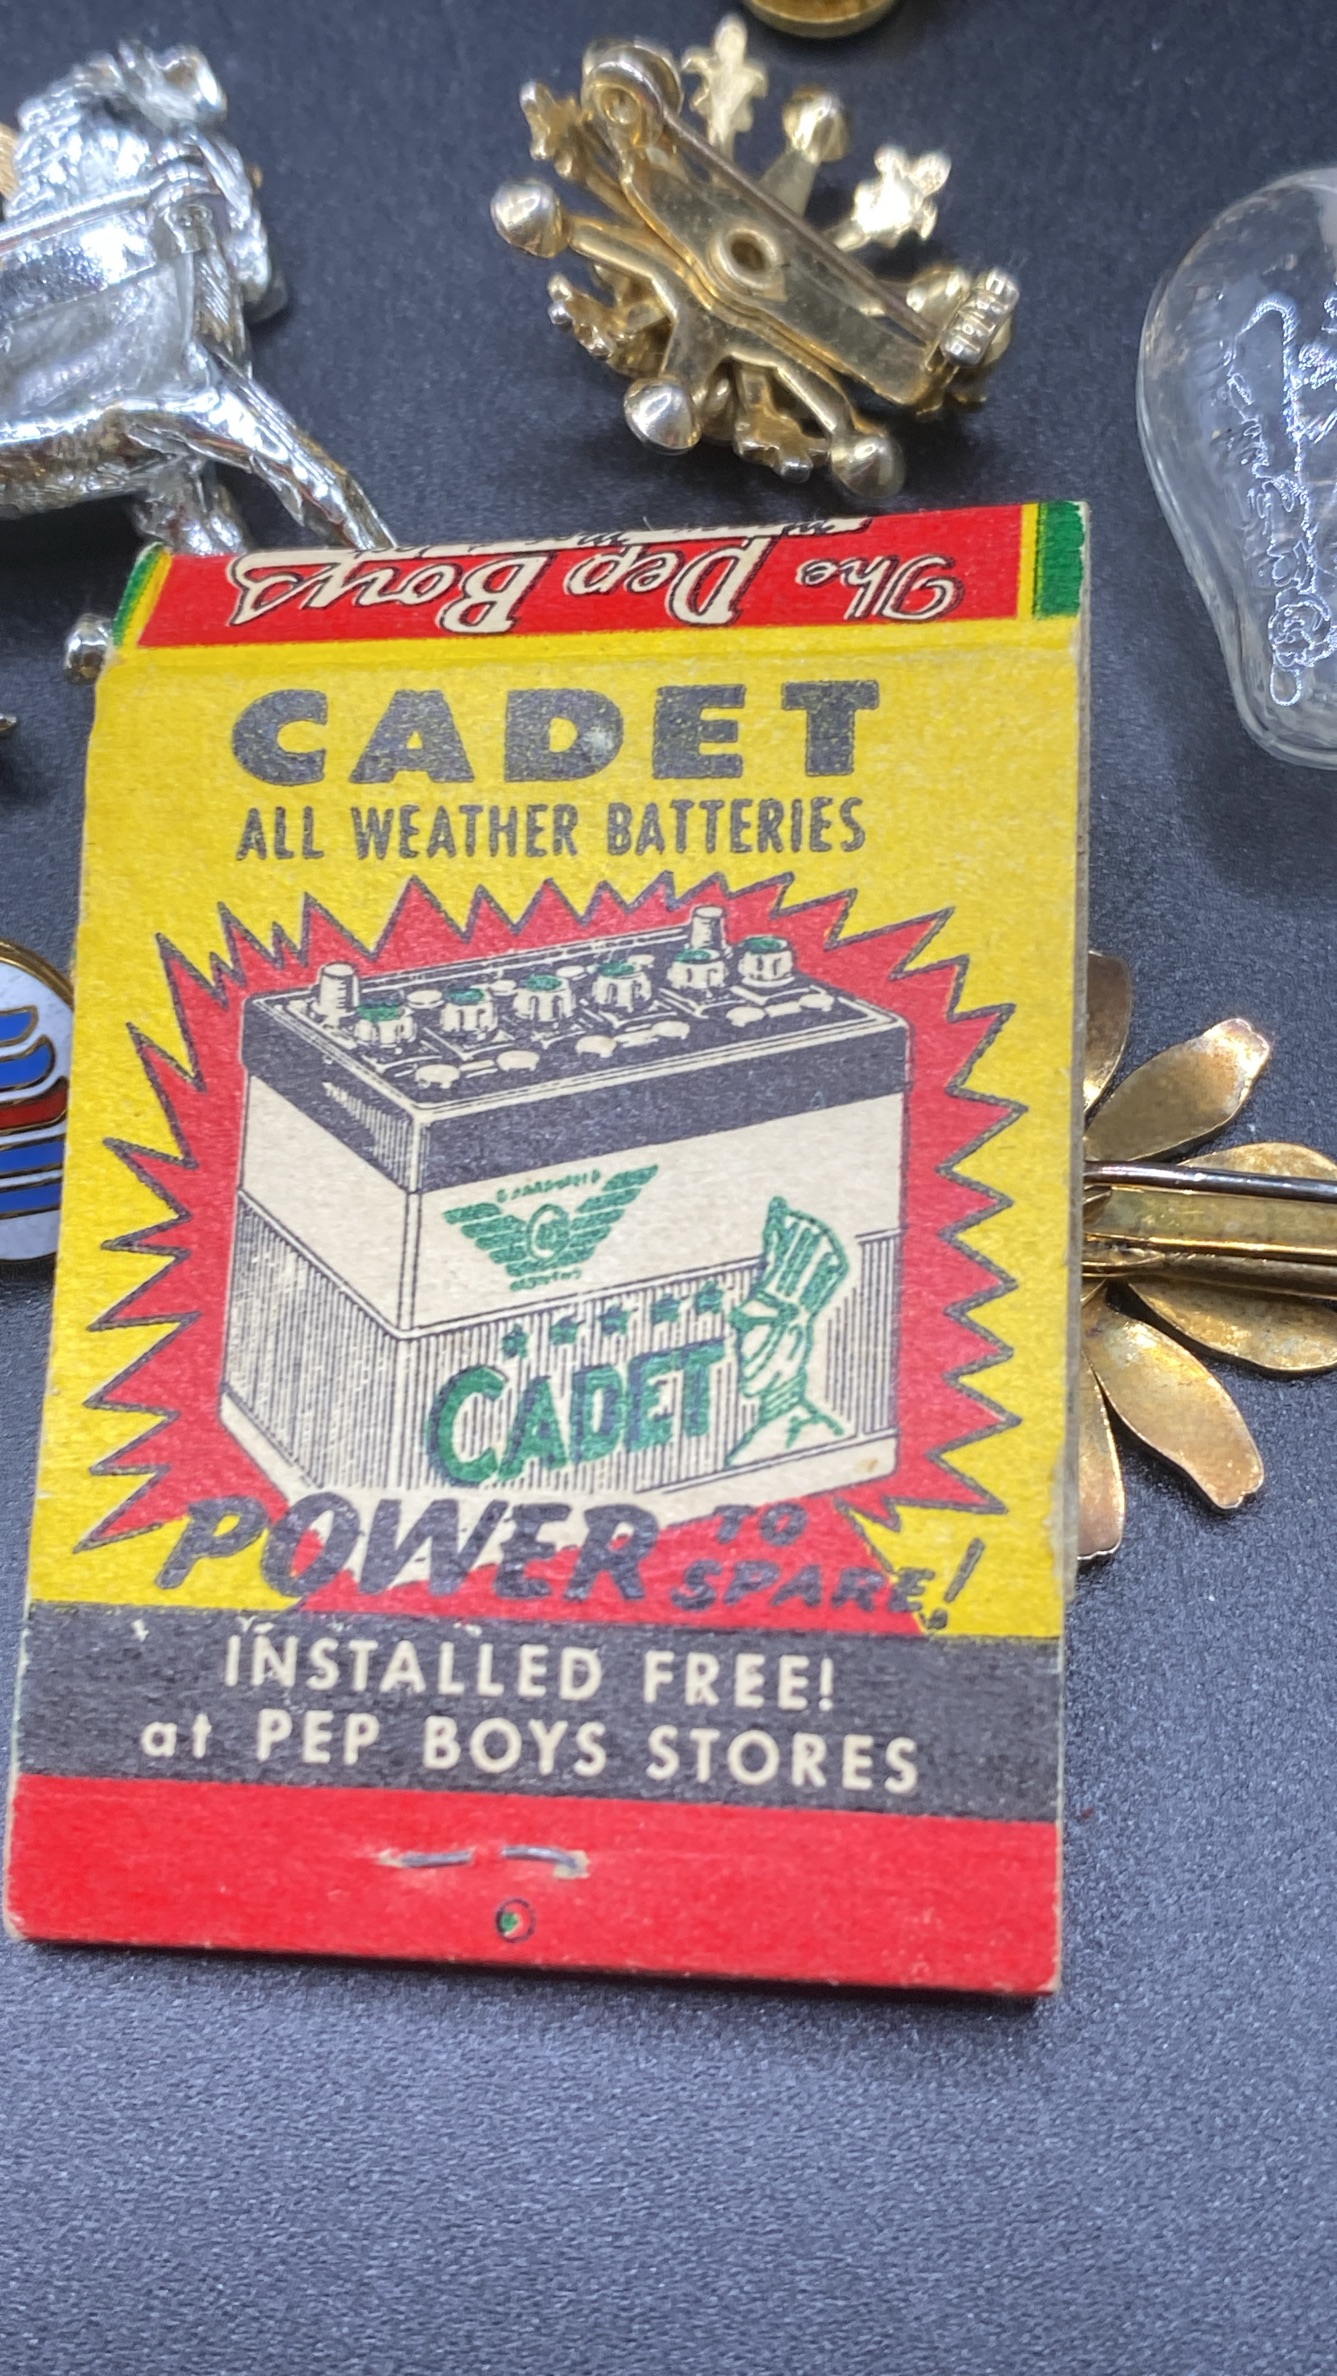 The Pep Boys
CADET
ALL WEATHER BATTERIES
CADET
POWER TO
SPARE!
INSTALLED FREE!
at PEP BOYS STORES